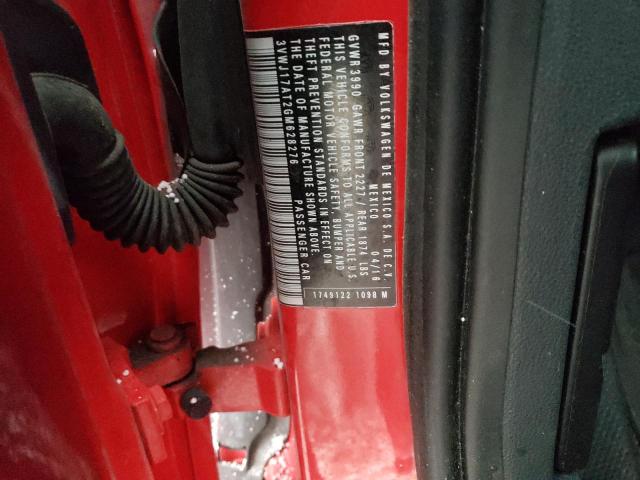 MFD BY VOLKSWAGEN DE MEXICO S.A. DE C.V.
MEXICO 04/16
GVWR 3990 GAWR FRONT 2227 / REAR 1874 LBS
THIS VEHICLE CONFORMS TO ALL APPLICABLE U.S.
FEDERAL MOTOR VEHICLE SAFETY, BUMPER AND
THEFT PREVENTION STANDARDS IN EFFECT ON
THE DATE OF MANUFACTURE SHOWN ABOVE.
3VWJ17AT2GM628276 PASSENGER CAR
1749122 1098 M